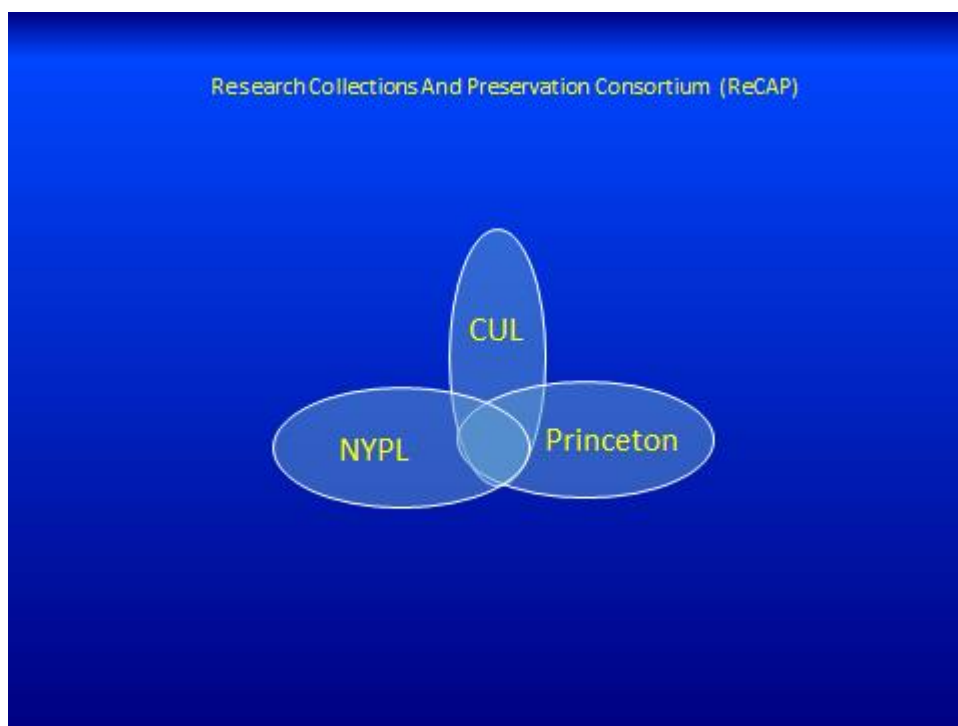 Research Collections And Preservation Consortium (ReCAP)
CUL
NYPL
Princeton